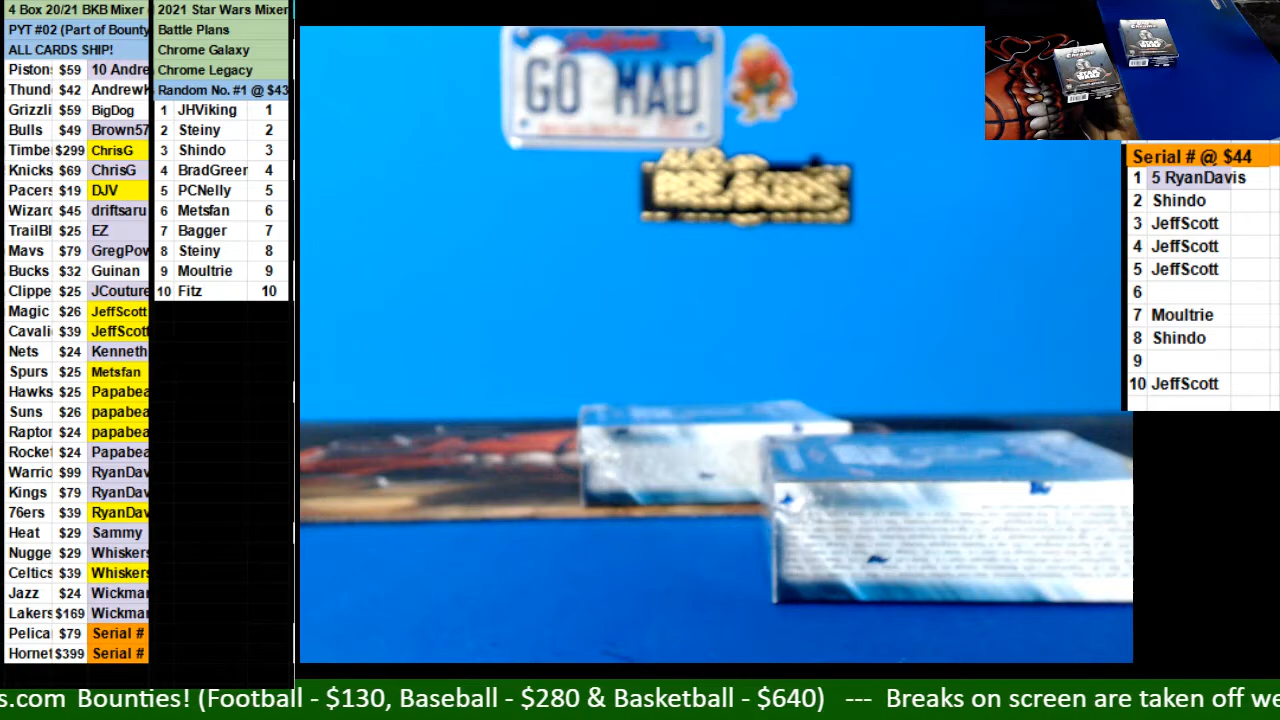 4 Box 20/21 BKB Mixer
PYT #02 (Part of Bounty
ALL CARDS SHIP!
Pistons $59 10 Andre
Thund $42 AndrewK
Grizzli $59 BigDog
Bulls $49 Brown57
Timbe $299 ChrisG
Knicks $69 ChrisG
Pacers $19 DJV
Wizard $45 driftsaru
TrailBl $25 EZ
Mavs $79 GregPow
Bucks $32 Guinan
Clippe $25 JCouture
Magic $26 JeffScott
Cavali $39 JeffScott
Nets $24 Kenneth
Spurs $25 Metsfan
Hawks $25 Papabea
Suns $26 papabea
Raptor $24 papabea
Rocket $24 Papabea
Warrio $99 RyanDav
Kings $79 RyanDav
76ers $39 RyanDav
Heat $29 Sammy
Nugge $29 Whiskers
Celtics $39 Whiskers
Jazz $24 Wickmar
Lakers $169 Wickmar
Pelica $79 Serial #
Hornet $399 Serial #
2021 Star Wars Mixer
Battle Plans
Chrome Galaxy
Chrome Legacy
Random No. #1 @ $43
1 JHViking 1
2 Steiny 2
3 Shindo 3
4 BradGreer 4
5 PCNelly 5
6 Metsfan 6
7 Bagger 7
8 Steiny 8
9 Moultrie 9
10 Fitz 10
GO MAD
STAR WARS
STAR WARS
Serial # @ $44
1 5 RyanDavis
2 Shindo
3 JeffScott
4 JeffScott
5 JeffScott
6
7 Moultrie
8 Shindo
9
10 JeffScott
s.com Bounties! (Football - $130, Baseball - $280 & Basketball - $640) --- Breaks on screen are taken off we